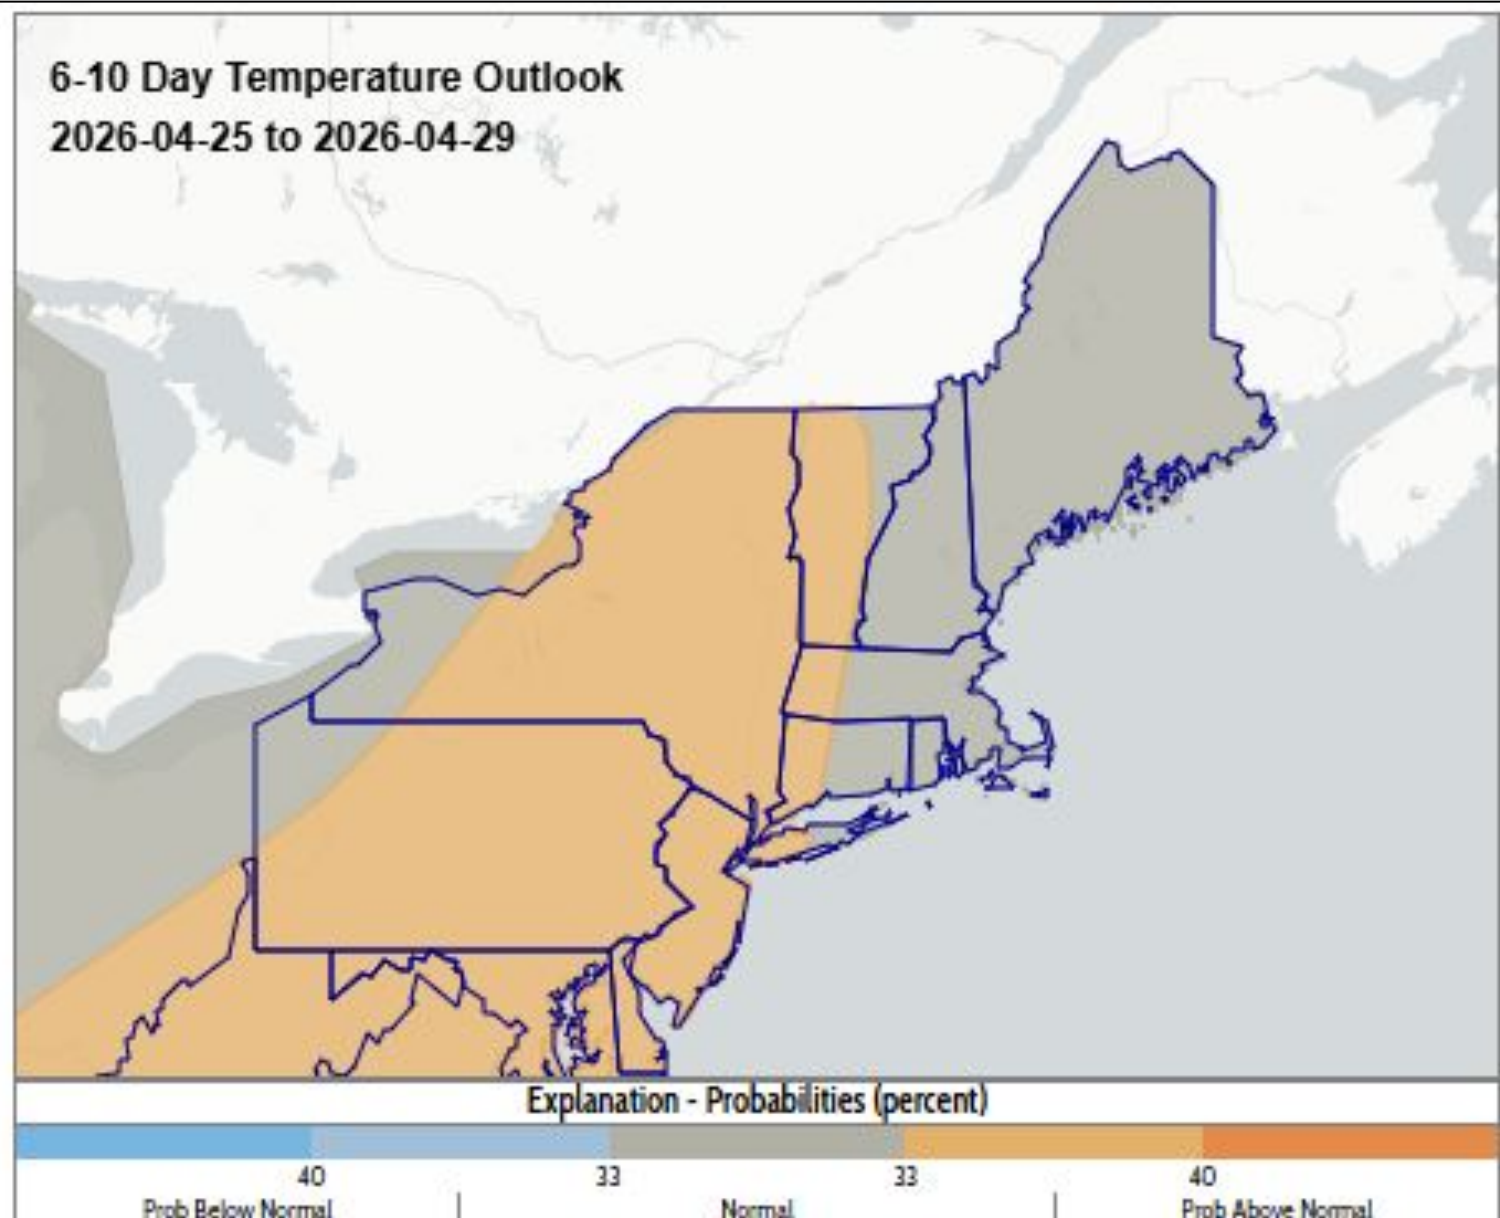 6-10 Day Temperature Outlook
2026-04-25 to 2026-04-29
Explanation - Probabilities (percent)
40 33 33 40
Prob Below Normal Normal Prob Above Normal